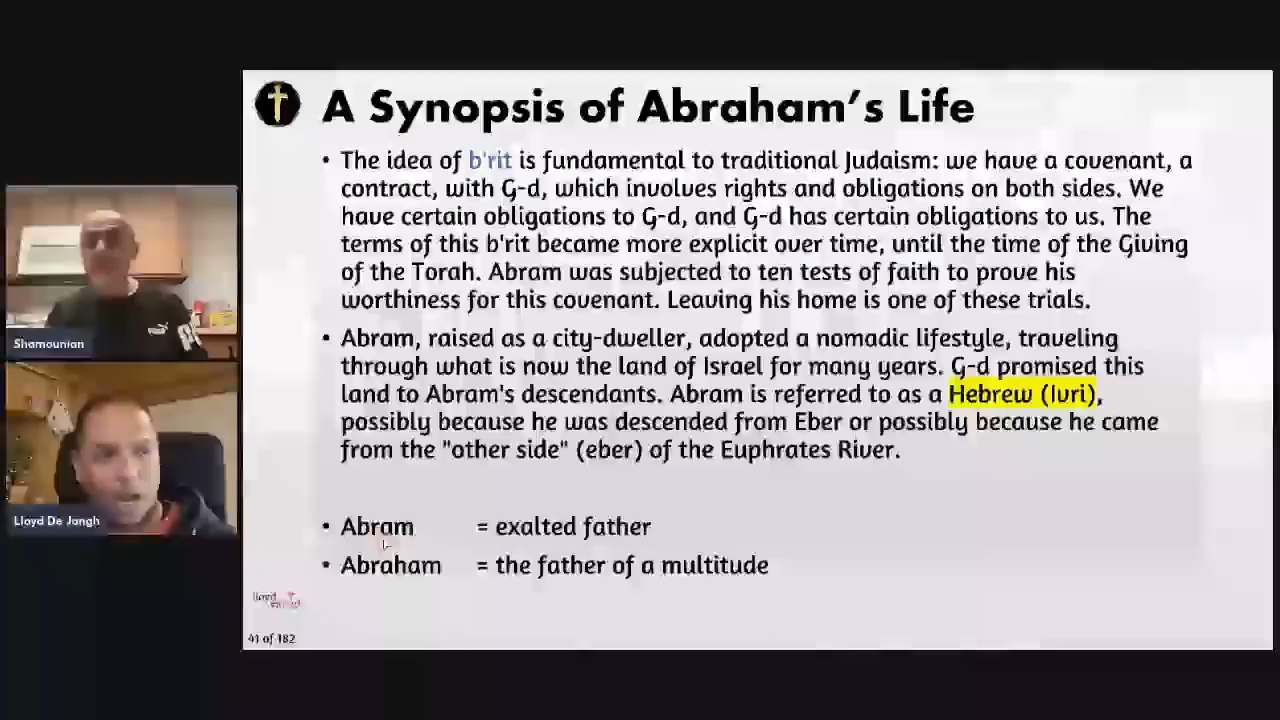 A Synopsis of Abraham's Life
• The idea of b'rit is fundamental to traditional Judaism: we have a covenant, a
contract, with G-d, which involves rights and obligations on both sides. We
have certain obligations to G-d, and G-d has certain obligations to us. The
terms of this b'rit became more explicit over time, until the time of the Giving
of the Torah. Abram was subjected to ten tests of faith to prove his
worthiness for this covenant. Leaving his home is one of these trials.
• Abram, raised as a city-dweller, adopted a nomadic lifestyle, traveling
through what is now the land of Israel for many years. G-d promised this
land to Abram's descendants. Abram is referred to as a Hebrew (Ivri),
possibly because he was descended from Eber or possibly because he came
from the "other side" (eber) of the Euphrates River.
• Abram = exalted father
• Abraham = the father of a multitude
41 of 182
Shamounian
Lloyd De Jongh